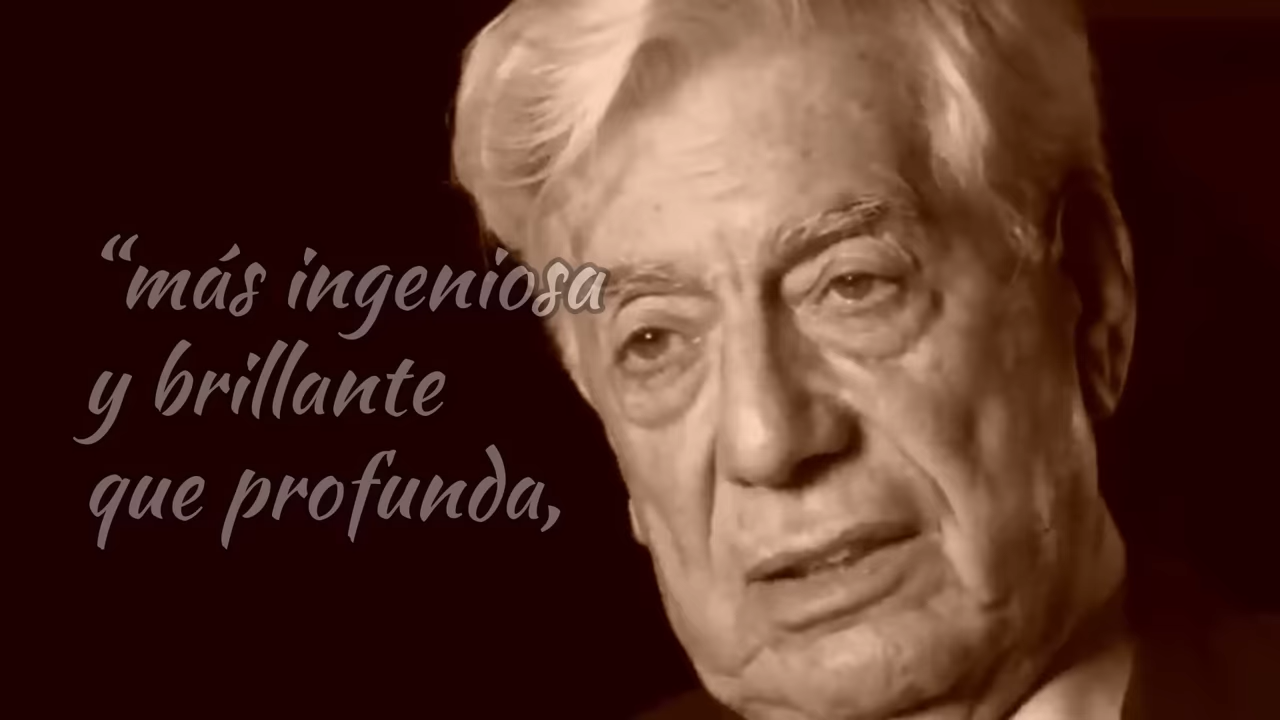 “más ingeniosa
y brillante
que profunda,